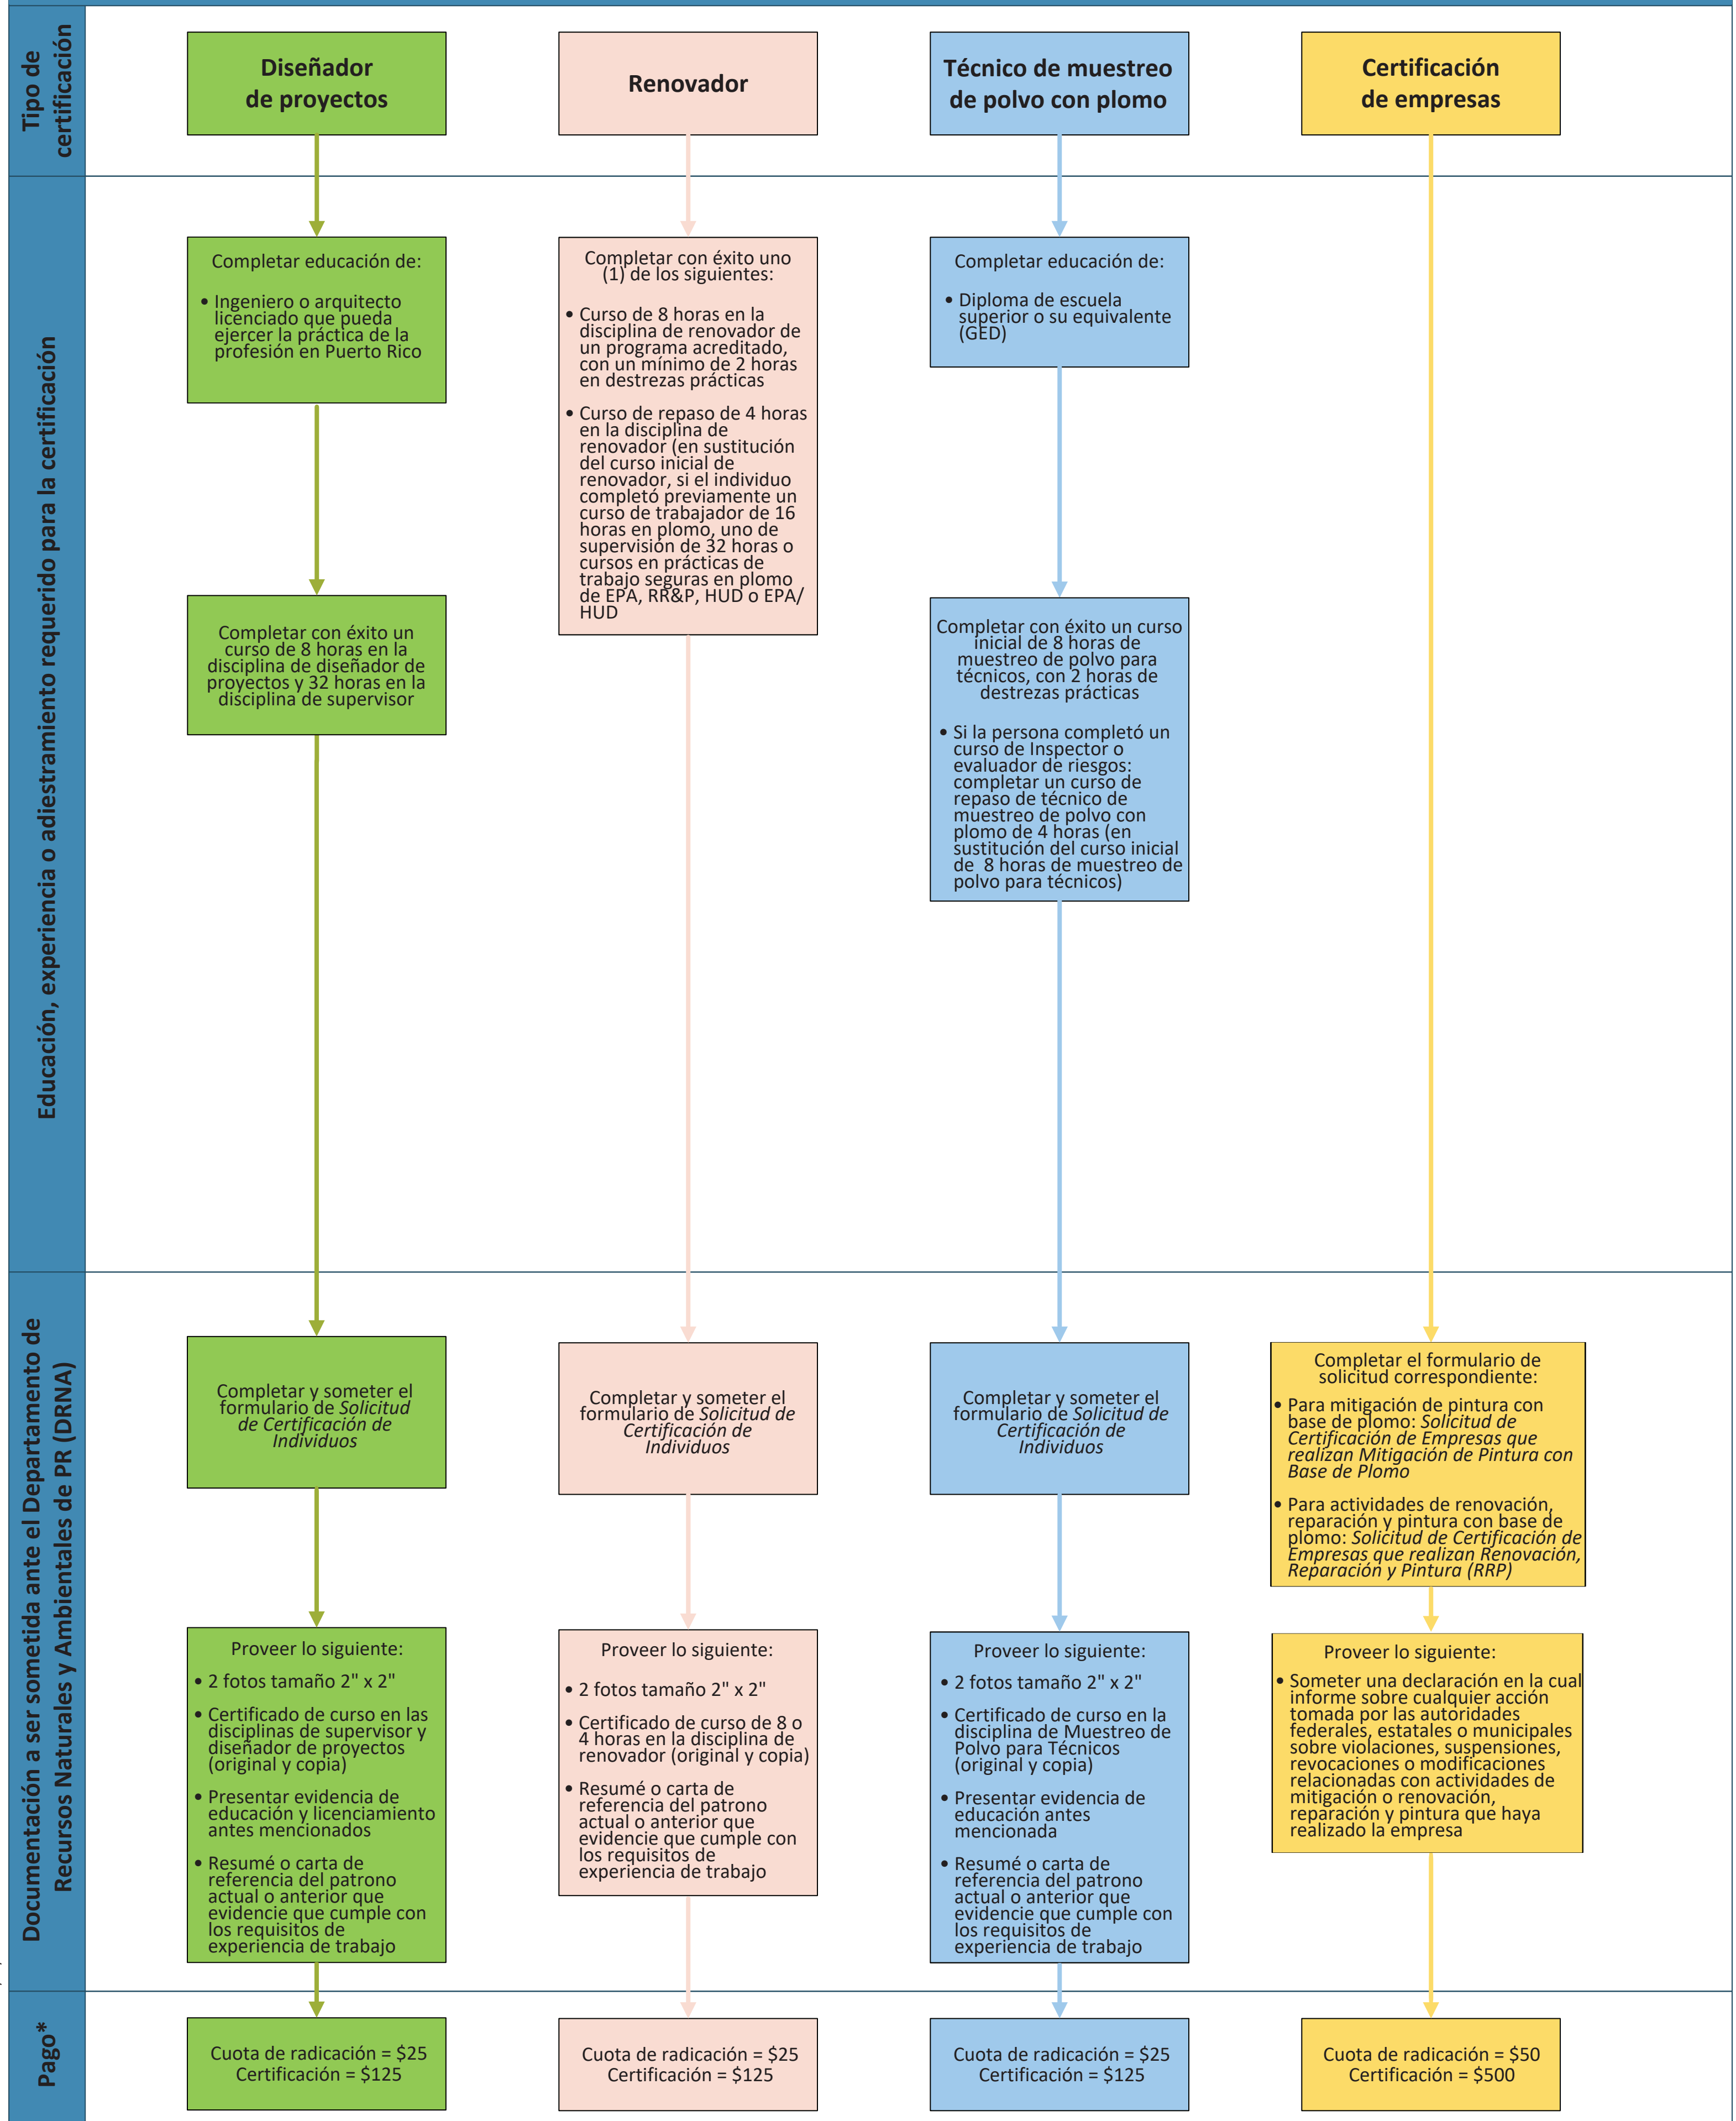 Tipo de
certificación
Diseñador
de proyectos
Renovador
Técnico de muestreo
de polvo con plomo
Certificación
de empresas
Educación, experiencia o adiestramiento requerido para la certificación
Completar educación de:
• Ingeniero o arquitecto
licenciado que pueda
ejercer la práctica de la
profesión en Puerto Rico
Completar con éxito un
curso de 8 horas en la
disciplina de diseñador de
proyectos y 32 horas en la
disciplina de supervisor
Completar con éxito uno
(1) de los siguientes:
• Curso de 8 horas en la
disciplina de renovador de
un programa acreditado,
con un mínimo de 2 horas
en destrezas prácticas
• Curso de repaso de 4 horas
en la disciplina de
renovador (en sustitución
del curso inicial de
renovador, si el individuo
completó previamente un
curso de trabajador de 16
horas en plomo, uno de
supervisión de 32 horas o
cursos en prácticas de
trabajo seguras en plomo
de EPA, RR&P, HUD o EPA/
HUD
Completar educación de:
• Diploma de escuela
superior o su equivalente
(GED)
Completar con éxito un curso
inicial de 8 horas de
muestreo de polvo para
técnicos, con 2 horas de
destrezas prácticas
• Si la persona completó un
curso de Inspector o
evaluador de riesgos:
completar un curso de
repaso de técnico de
muestreo de polvo con
plomo de 4 horas (en
sustitución del curso inicial
de 8 horas de muestreo de
polvo para técnicos)
Documentación a ser sometida ante el Departamento de
Recursos Naturales y Ambientales de PR (DRNA)
Completar y someter el
formulario de Solicitud
de Certificación de
Individuos
Completar y someter el
formulario de Solicitud de
Certificación de
Individuos
Completar y someter el
formulario de Solicitud de
Certificación de
Individuos
Completar el formulario de
solicitud correspondiente:
• Para mitigación de pintura con
base de plomo: Solicitud de
Certificación de Empresas que
realizan Mitigación de Pintura con
Base de Plomo
• Para actividades de renovación,
reparación y pintura con base de
plomo: Solicitud de Certificación de
Empresas que realizan Renovación,
Reparación y Pintura (RRP)
Proveer lo siguiente:
• 2 fotos tamaño 2" x 2"
• Certificado de curso en las
disciplinas de supervisor y
diseñador de proyectos
(original y copia)
• Presentar evidencia de
educación y licenciamiento
antes mencionados
• Resumé o carta de
referencia del patrono
actual o anterior que
evidencie que cumple con
los requisitos de
experiencia de trabajo
Proveer lo siguiente:
• 2 fotos tamaño 2" x 2"
• Certificado de curso de 8 o
4 horas en la disciplina de
renovador (original y copia)
• Resumé o carta de
referencia del patrono
actual o anterior que
evidencie que cumple con
los requisitos de
experiencia de trabajo
Proveer lo siguiente:
• 2 fotos tamaño 2" x 2"
• Certificado de curso en la
disciplina de Muestreo de
Polvo para Técnicos
(original y copia)
• Presentar evidencia de
educación antes
mencionada
• Resumé o carta de
referencia del patrono
actual o anterior que
evidencie que cumple con
los requisitos de
experiencia de trabajo
Proveer lo siguiente:
• Someter una declaración en la cual
informe sobre cualquier acción
tomada por las autoridades
federales, estatales o municipales
sobre violaciones, suspensiones,
revocaciones o modificaciones
relacionadas con actividades de
mitigación o renovación,
reparación y pintura que haya
realizado la empresa
Pago*
Cuota de radicación = $25
Certificación = $125
Cuota de radicación = $25
Certificación = $125
Cuota de radicación = $25
Certificación = $125
Cuota de radicación = $50
Certificación = $500